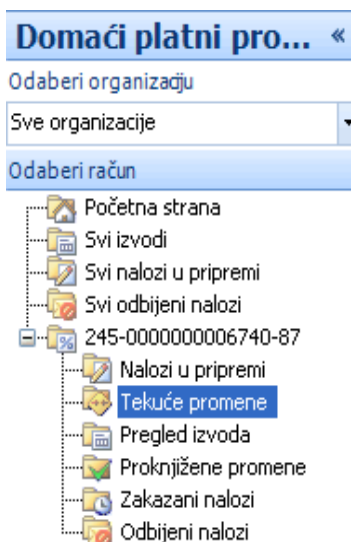 Domaći platni pro... «
Odaberi organizaciju
Sve organizacije
Odaberi račun
Početna strana
Svi izvodi
Svi nalozi u pripremi
Svi odbijeni nalozi
245-0000000006740-87
Nalozi u pripremi
Tekuće promene
Pregled izvoda
Proknjižene promene
Zakazani nalozi
Odbijeni nalozi